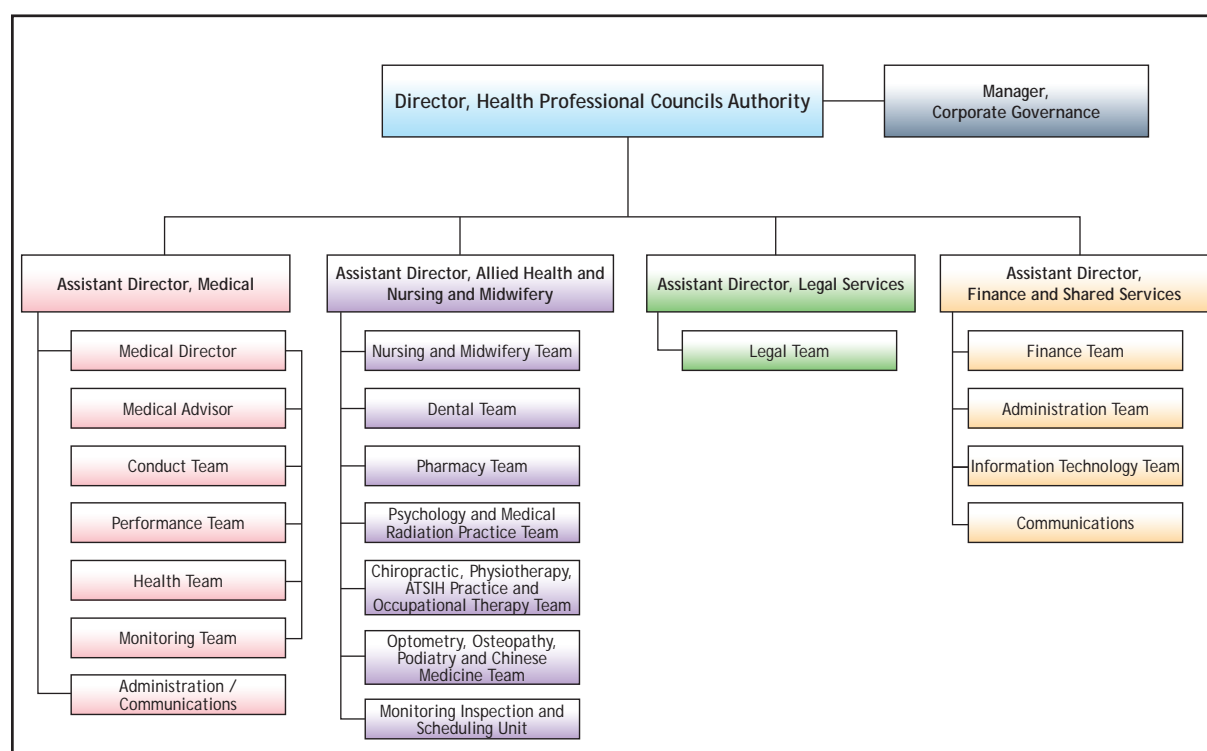 Director, Health Professional Councils Authority
Manager,
Corporate Governance
Assistant Director, Medical
Medical Director
Medical Advisor
Conduct Team
Performance Team
Health Team
Monitoring Team
Administration /
Communications
Assistant Director, Allied Health and
Nursing and Midwifery
Nursing and Midwifery Team
Dental Team
Pharmacy Team
Psychology and Medical
Radiation Practice Team
Chiropractic, Physiotherapy,
ATSIH Practice and
Occupational Therapy Team
Optometry, Osteopathy,
Podiatry and Chinese
Medicine Team
Monitoring Inspection and
Scheduling Unit
Assistant Director, Legal Services
Legal Team
Assistant Director,
Finance and Shared Services
Finance Team
Administration Team
Information Technology Team
Communications